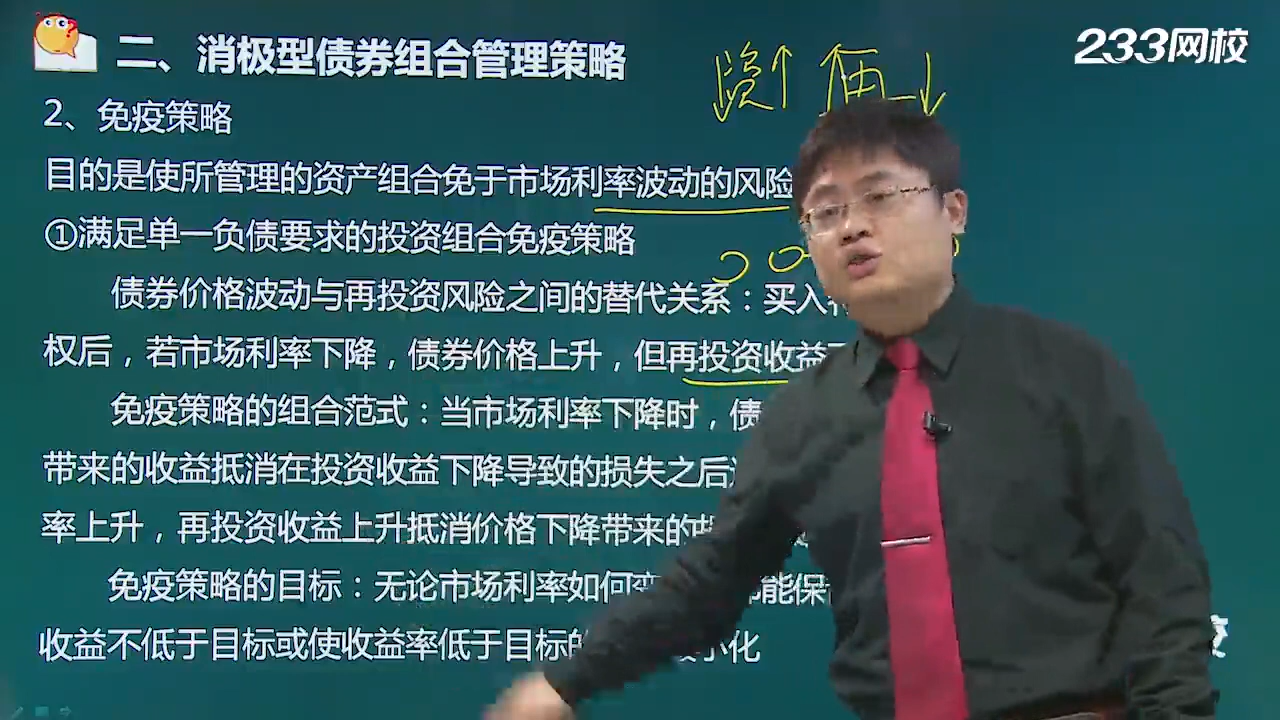 二、消极型债券组合管理策略
233网校
2、免疫策略
目的是使所管理的资产组合免于市场利率波动的风险
①满足单一负债要求的投资组合免疫策略
债券价格波动与再投资风险之间的替代关系：买入
权后，若市场利率下降，债券价格上升，但再投资收益
免疫策略的组合范式：当市场利率下降时，债
带来的收益抵消在投资收益下降导致的损失之后
率上升，再投资收益上升抵消价格下降带来的
免疫策略的目标：无论市场利率如何 能保
收益不低于目标或使收益率低于目标的 小化
校